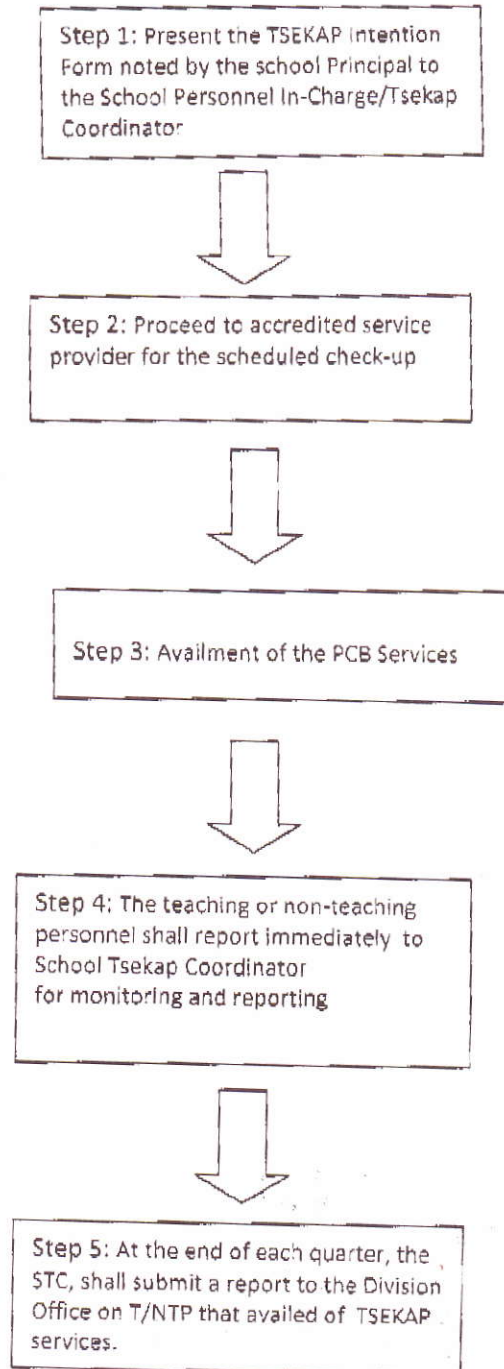 Step 1: Present the TSEKAP Intention
Form noted by the school Principal to
the School Personnel In-Charge/Tsekap
Coordinator
Step 2: Proceed to accredited service
provider for the scheduled check-up
Step 3: Availment of the PCB Services
Step 4: The teaching or non-teaching
personnel shall report immediately to
School Tsekap Coordinator
for monitoring and reporting
Step 5: At the end of each quarter, the
STC, shall submit a report to the Division
Office on T/NTP that availed of TSEKAP
services.